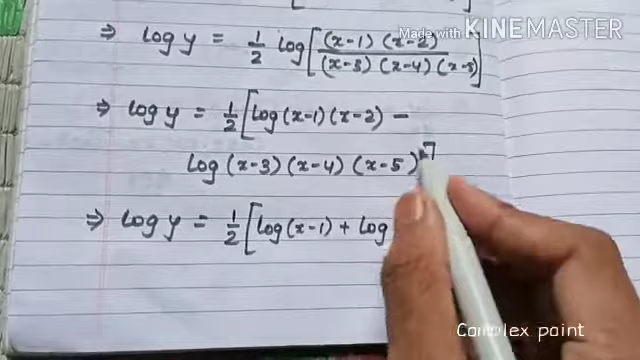 Made with KINEMASTER
⇒ log y = 1/2 log[(x-1) (x-2) / (x-3) (x-4) (x-5)]
⇒ log y = 1/2 [log(x-1) (x-2) -
log (x-3) (x-4) (x-5)
⇒ log y = 1/2 [log(x-1) + log
Complex point